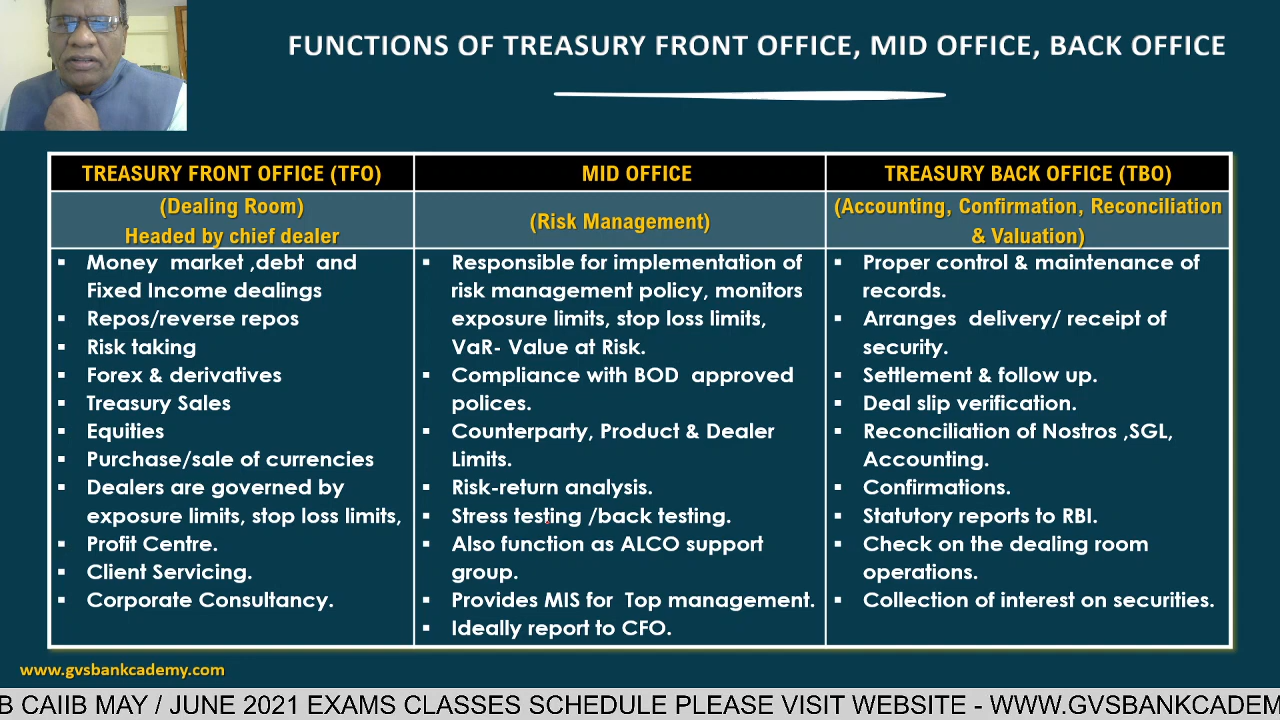 FUNCTIONS OF TREASURY FRONT OFFICE, MID OFFICE, BACK OFFICE
TREASURY FRONT OFFICE (TFO)
(Dealing Room)
Headed by chief dealer
▪ Money market ,debt and
Fixed Income dealings
▪ Repos/reverse repos
▪ Risk taking
▪ Forex & derivatives
▪ Treasury Sales
▪ Equities
▪ Purchase/sale of currencies
▪ Dealers are governed by
exposure limits, stop loss limits,
▪ Profit Centre.
▪ Client Servicing.
▪ Corporate Consultancy.
MID OFFICE
(Risk Management)
▪ Responsible for implementation of
risk management policy, monitors
exposure limits, stop loss limits,
VaR- Value at Risk.
▪ Compliance with BOD approved
polices.
▪ Counterparty, Product & Dealer
Limits.
▪ Risk-return analysis.
▪ Stress testing /back testing.
▪ Also function as ALCO support
group.
▪ Provides MIS for Top management.
▪ Ideally report to CFO.
TREASURY BACK OFFICE (TBO)
(Accounting, Confirmation, Reconciliation
& Valuation)
▪ Proper control & maintenance of
records.
▪ Arranges delivery/ receipt of
security.
▪ Settlement & follow up.
▪ Deal slip verification.
▪ Reconciliation of Nostros ,SGL,
Accounting.
▪ Confirmations.
▪ Statutory reports to RBI.
▪ Check on the dealing room
operations.
▪ Collection of interest on securities.
www.gvsbankcademy.com
B CAIIB MAY / JUNE 2021 EXAMS CLASSES SCHEDULE PLEASE VISIT WEBSITE - WWW.GVSBANKCADEM